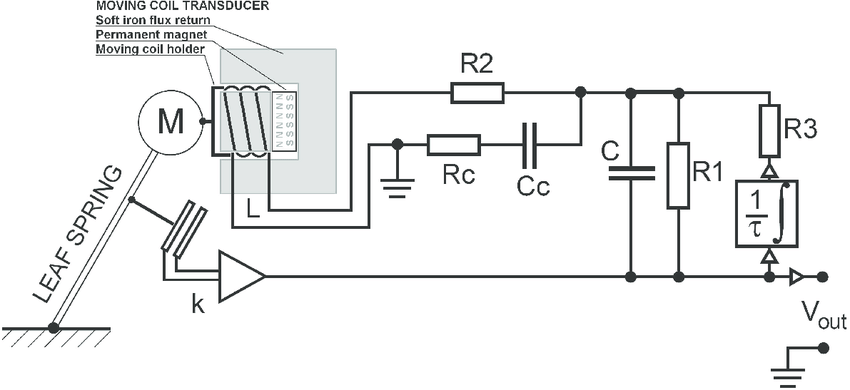 MOVING COIL TRANSDUCER
Soft iron flux return
Permanent magnet
Moving coil holder
M
NNNNN
SSSSSS
LEAF SPRING
L
k
R2
Rc
Cc
C
R1
R3
1
τ
∫
Vout